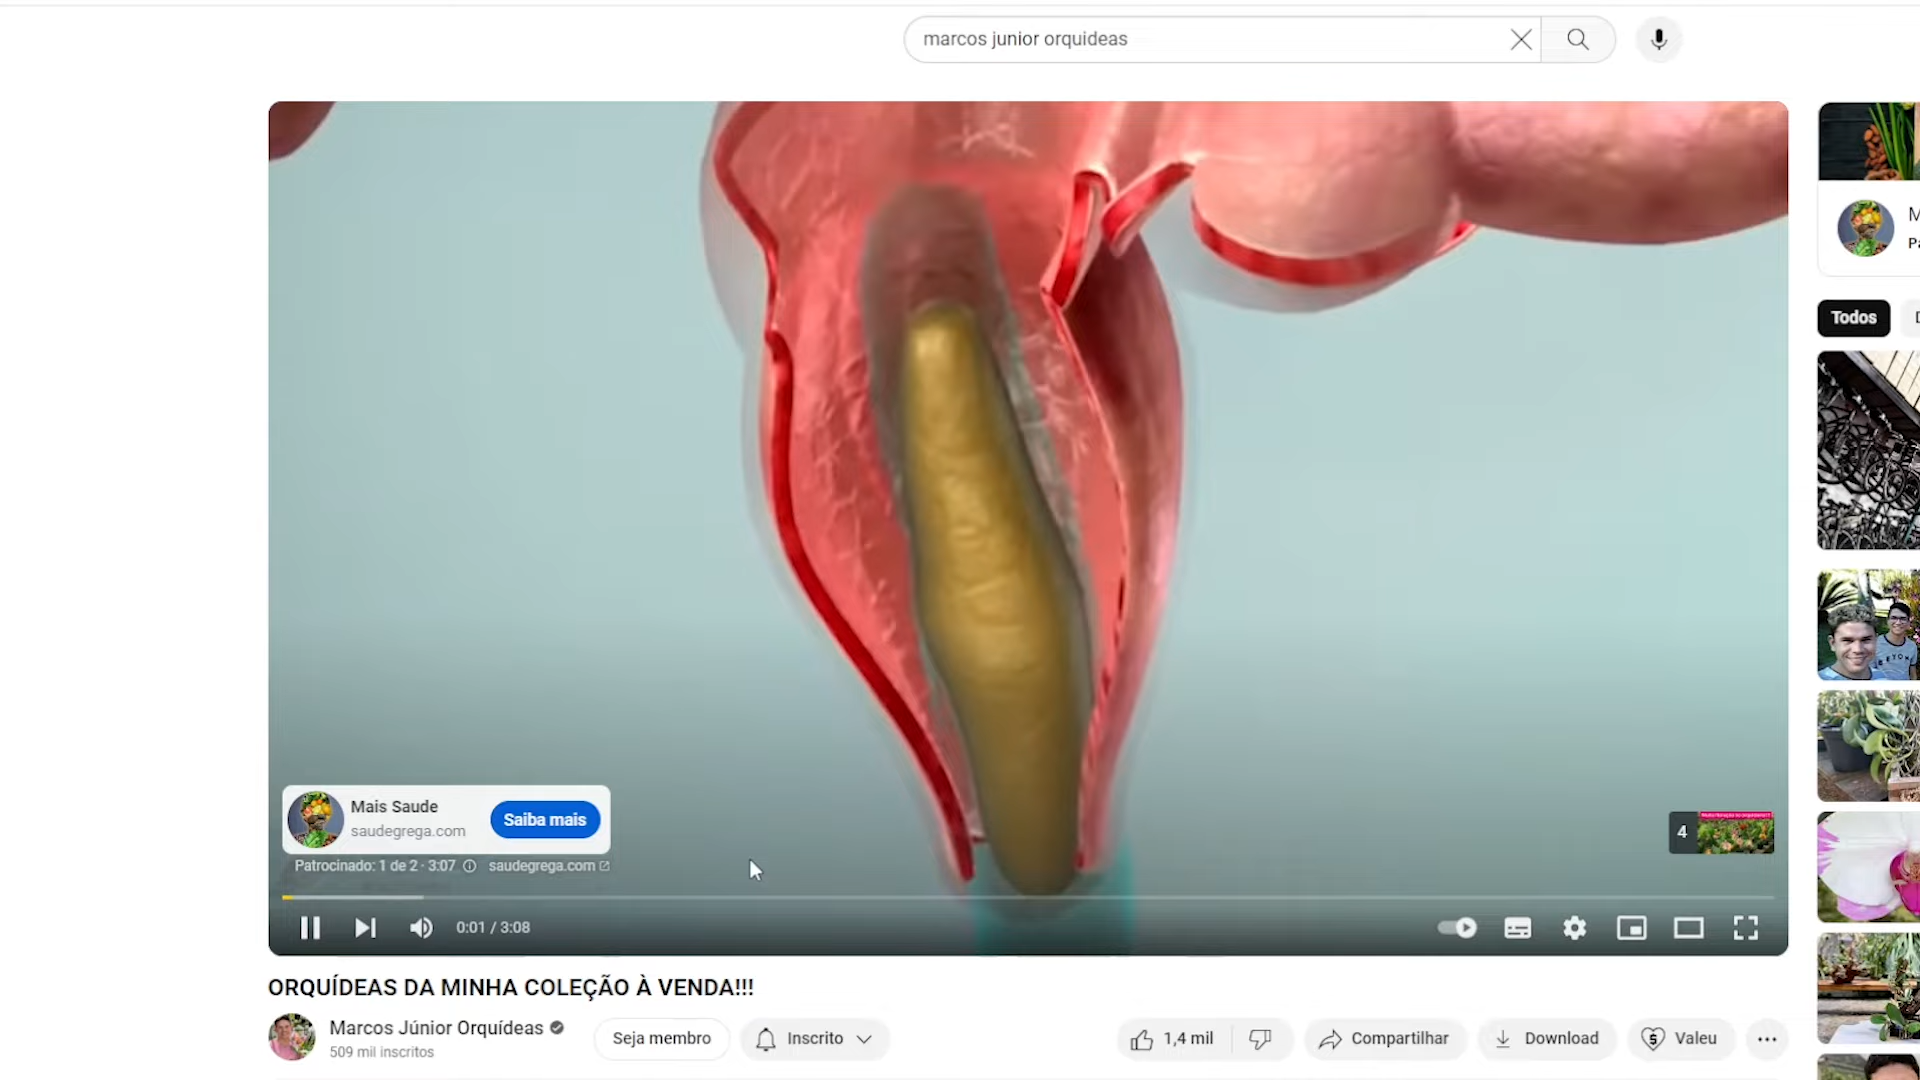 marcos junior orquideas
Mais Saude
saudegrega.com
Saiba mais
Patrocinado: 1 de 2 · 3:07
saudegrega.com
4
0:01 / 3:08
Todos
ORQUÍDEAS DA MINHA COLEÇÃO À VENDA!!!
Marcos Júnior Orquídeas
509 mil inscritos
Seja membro
Inscrito
1,4 mil
Compartilhar
Download
Valeu